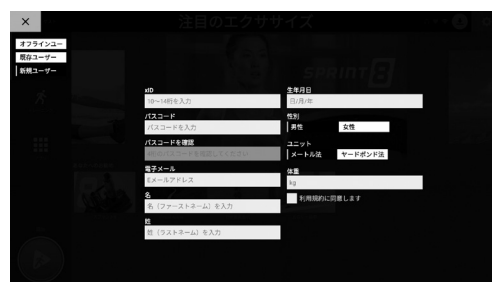 ×
注目のエクササイズ
オフラインユー
既存ユーザー
新規ユーザー
SPRINT 8
xID
10〜14桁を入力
パスコード
パスコードを入力
パスコードを確認
電子メール
Eメールアドレス
名
名（ファーストネーム）を入力
姓
姓（ラストネーム）を入力
生年月日
日/月/年
性別
男性 女性
ユニット
メートル法 ヤードポンド法
体重
kg
利用規約に同意します